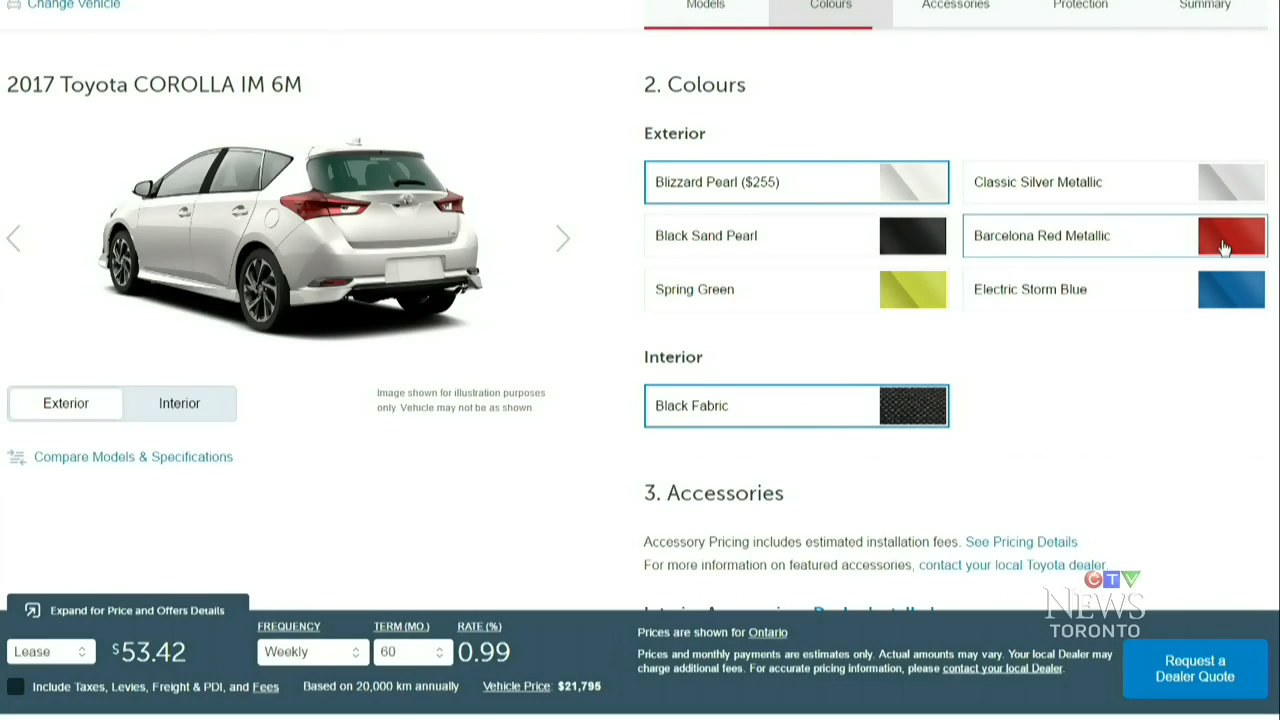 Change Vehicle
Models
Colours
Accessories
Protection
Summary
2017 Toyota COROLLA IM 6M
2. Colours
Exterior
Blizzard Pearl ($255)
Classic Silver Metallic
Black Sand Pearl
Barcelona Red Metallic
Spring Green
Electric Storm Blue
Interior
Black Fabric
Exterior
Interior
Image shown for illustration purposes
only. Vehicle may not be as shown.
Compare Models & Specifications
3. Accessories
Accessory Pricing includes estimated installation fees. See Pricing Details
For more information on featured accessories, contact your local Toyota dealer.
CTV
NEWS
TORONTO
Expand for Price and Offers Details
Lease
$53.42
FREQUENCY
Weekly
TERM (MO.)
60
RATE (%)
0.99
Include Taxes, Levies, Freight & PDI, and Fees
Based on 20,000 km annually
Vehicle Price: $21,795
Prices are shown for Ontario
Prices and monthly payments are estimates only. Actual amounts may vary. Your local Dealer may
charge additional fees. For accurate pricing information, please contact your local Dealer.
Request a
Dealer Quote